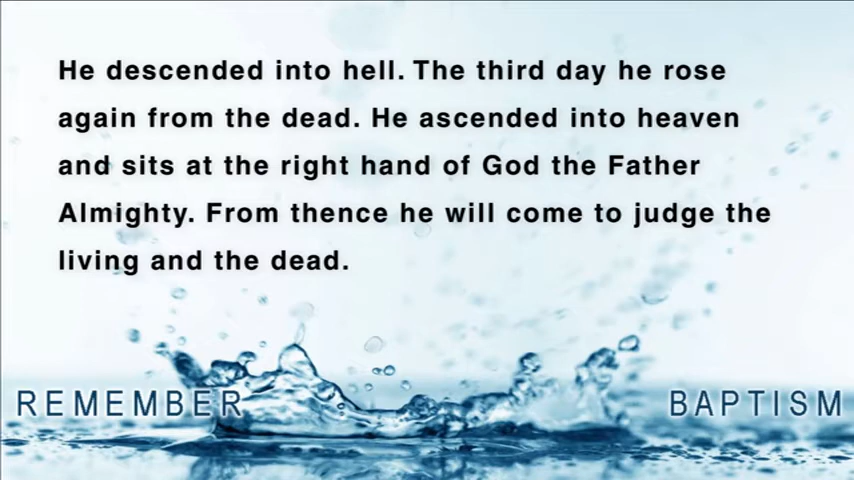 He descended into hell. The third day he rose
again from the dead. He ascended into heaven
and sits at the right hand of God the Father
Almighty. From thence he will come to judge the
living and the dead.
REMEMBER BAPTISM